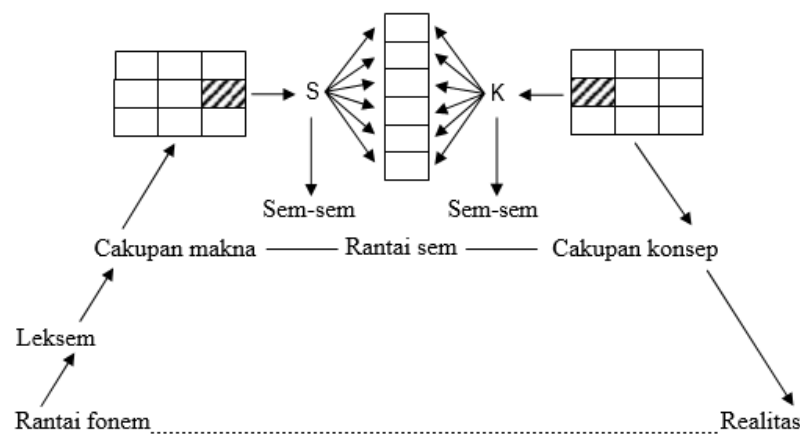 S K
Sem-sem Sem-sem
Cakupan makna Rantai sem Cakupan konsep
Leksem
Rantai fonem Realitas